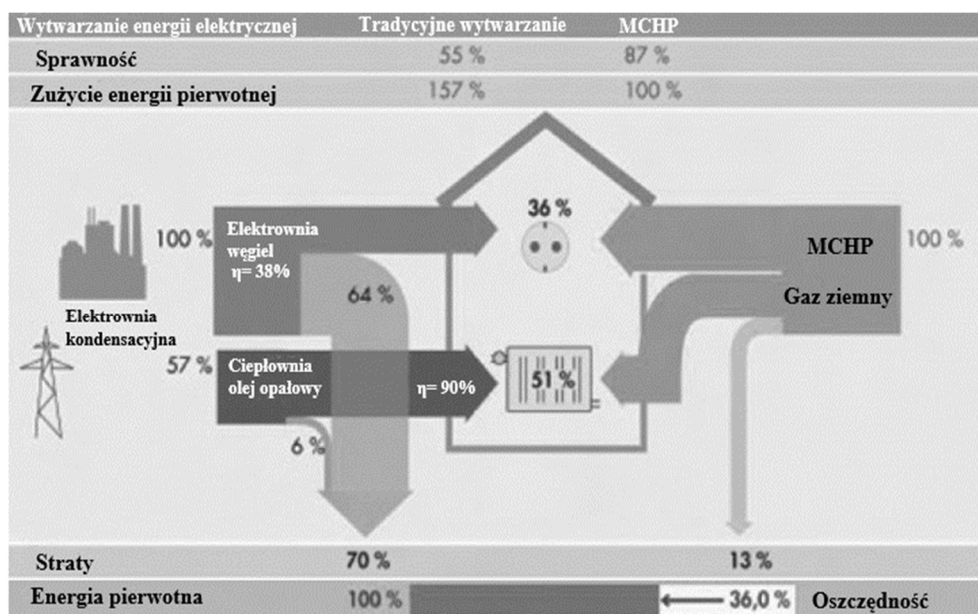 Wytwarzanie energii elektrycznej Tradycyjne wytwarzanie MCHP
Sprawność 55 % 87 %
Zużycie energii pierwotnej 157 % 100 %
36 %
100 %
Elektrownia
węgiel
η= 38%
MCHP
100 %
64 %
Gaz ziemny
Elektrownia
kondensacyjna
57 %
Ciepłownia
olej opałowy
η= 90%
51 %
6 %
Straty 70 % 13 %
Energia pierwotna 100 % 36,0 % Oszczędność